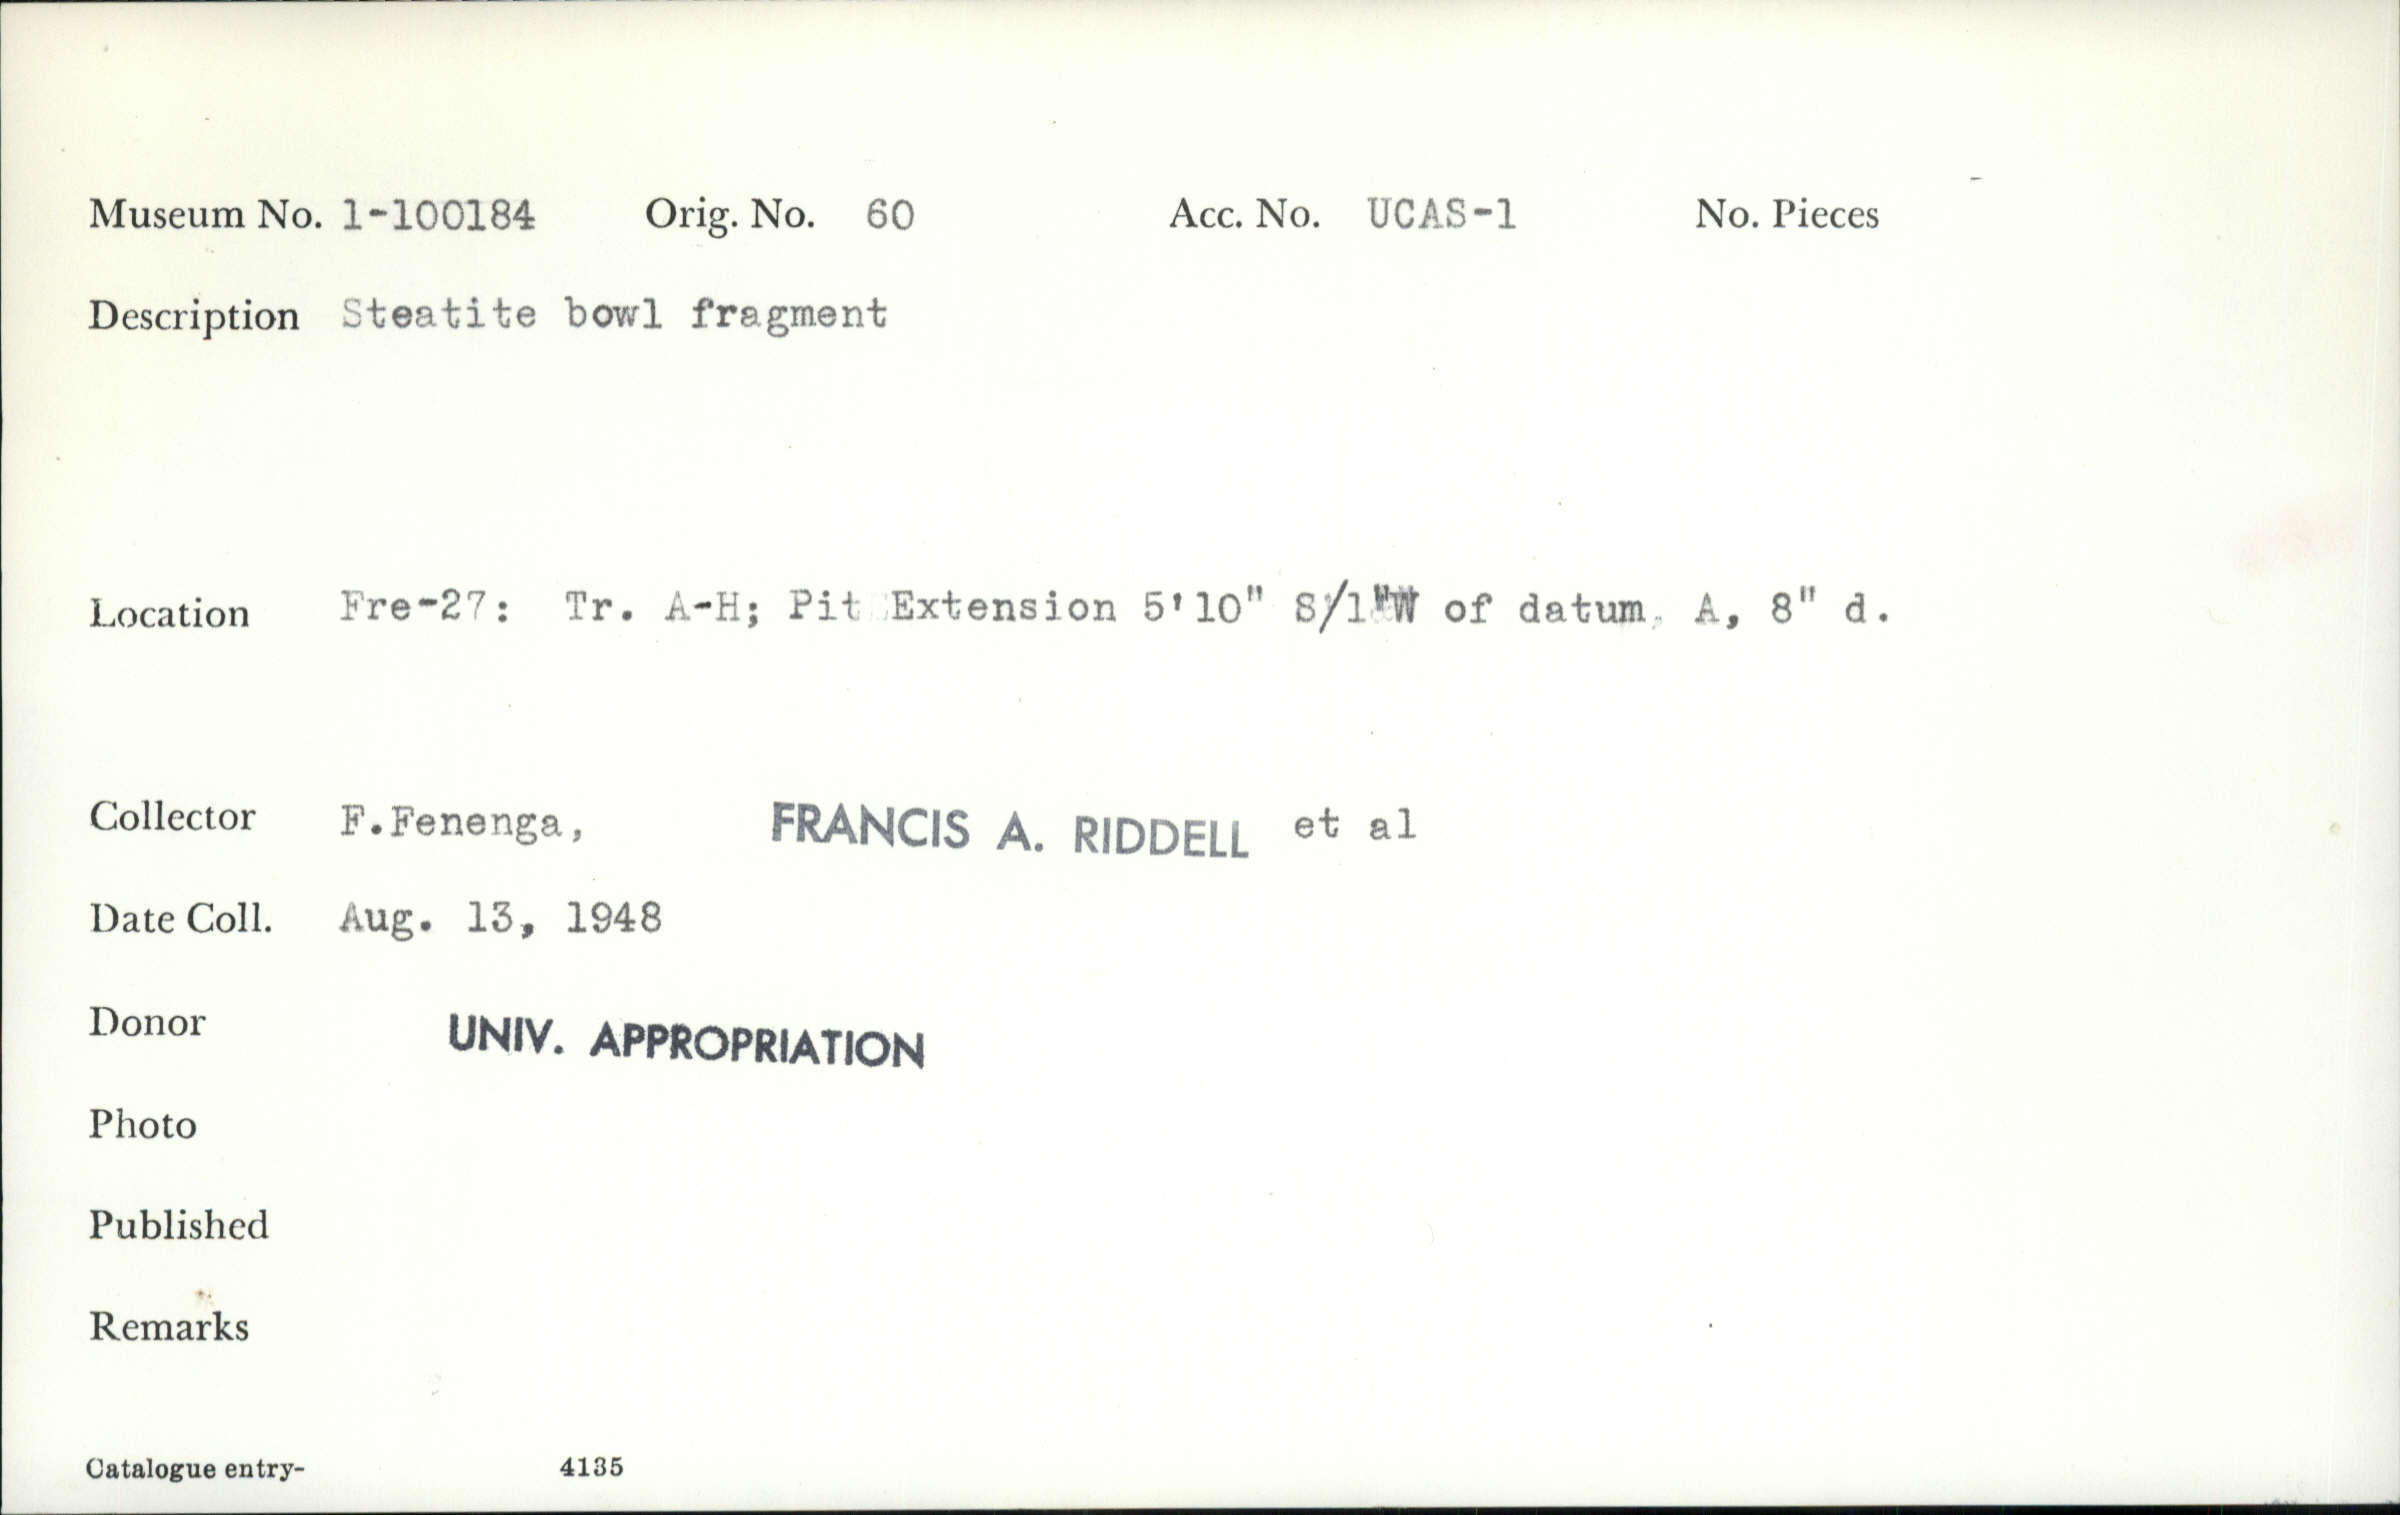 Museum No. 1-100184 Orig. No. 60 Acc. No. UCAS-1 No. Pieces
Description Steatite bowl fragment
Location Fre-27: Tr. A-H; Pit Extension 5'10" S/1"W of datum A, 8" d.
Collector F.Fenenga, FRANCIS A. RIDDELL et al
Date Coll. Aug. 13, 1948
Donor UNIV. APPROPRIATION
Photo
Published
Remarks
Catalogue entry- 4135